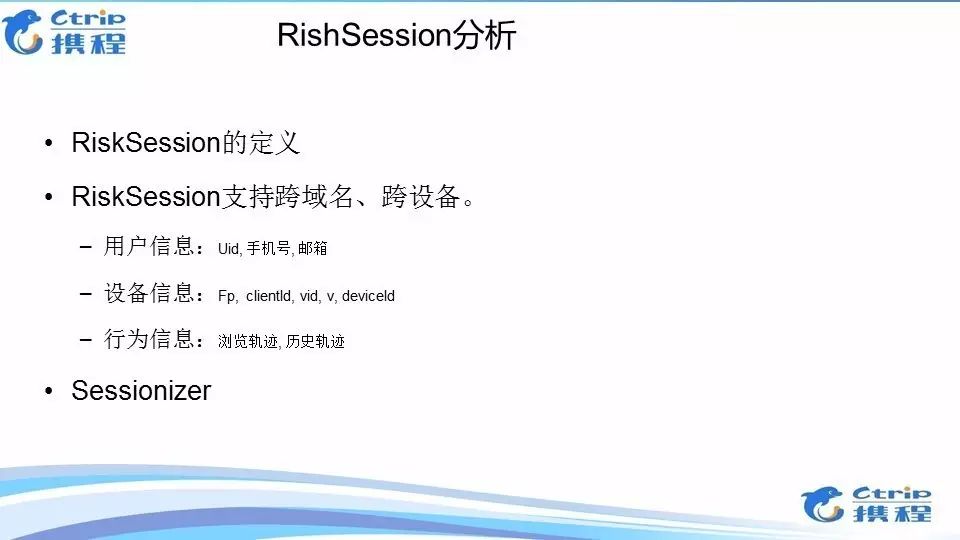 Ctrip
携程
RishSession分析
• RiskSession的定义
• RiskSession支持跨域名、跨设备。
– 用户信息：Uid, 手机号, 邮箱
– 设备信息：Fp, clientId, vid, v, deviceId
– 行为信息：浏览轨迹, 历史轨迹
• Sessionizer
Ctrip
携程